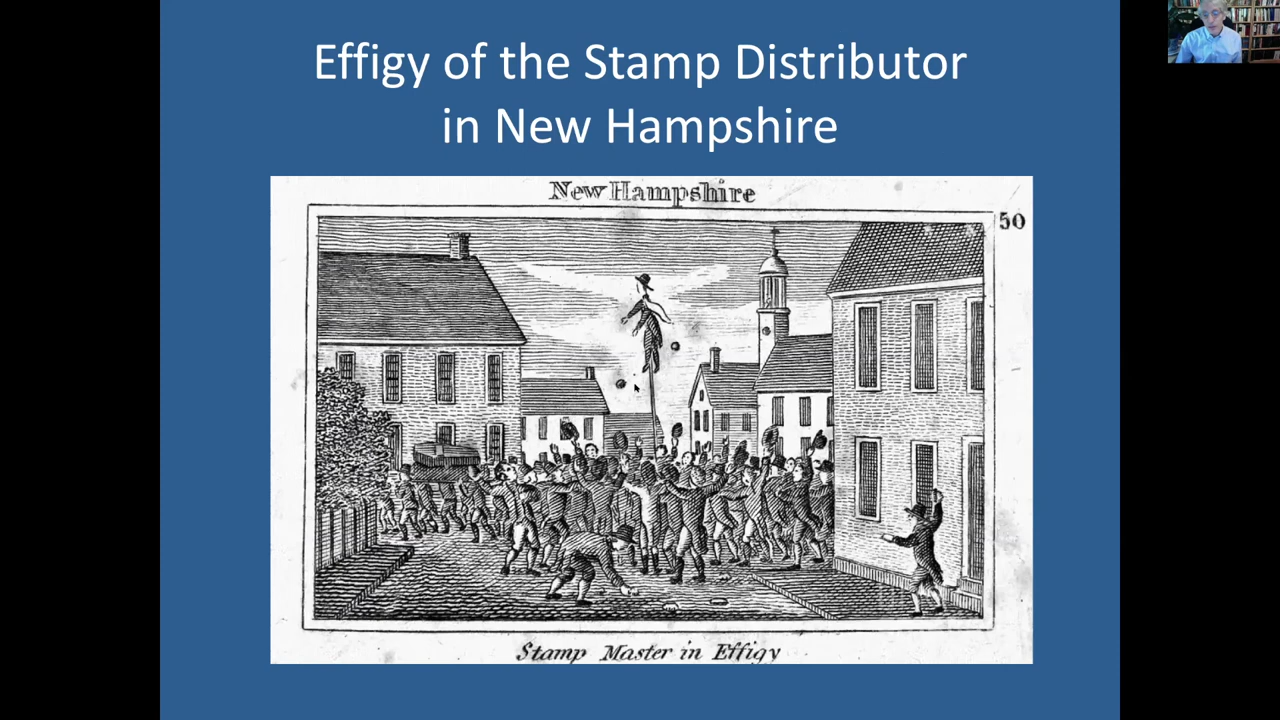 Effigy of the Stamp Distributor
in New Hampshire
New Hampshire
50
Stamp Master in Effigy